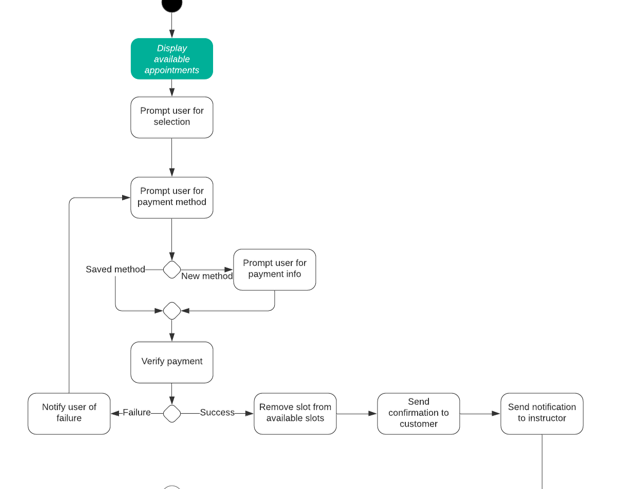 Display
available
appointments
Prompt user for
selection
Prompt user for
payment method
Saved method
New method
Prompt user for
payment info
Verify payment
Notify user of
failure
Failure
Success
Remove slot from
available slots
Send
confirmation to
customer
Send notification
to instructor